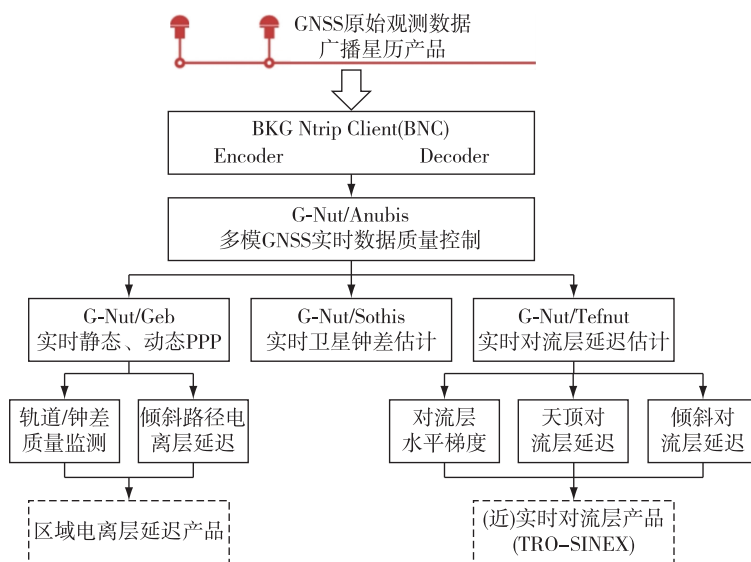 GNSS原始观测数据
广播星历产品
BKG Ntrip Client(BNC)
Encoder Decoder
G-Nut/Anubis
多模GNSS实时数据质量控制
G-Nut/Geb
实时静态、动态PPP
G-Nut/Sothis
实时卫星钟差估计
G-Nut/Tefnut
实时对流层延迟估计
轨道/钟差
质量监测
倾斜路径电
离层延迟
对流层
水平梯度
天顶对
流层延迟
倾斜对
流层延迟
区域电离层延迟产品
(近)实时对流层产品
(TRO-SINEX)